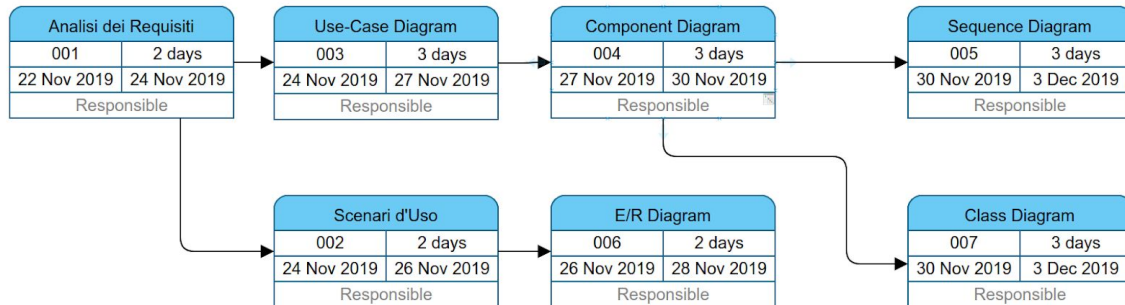 Analisi dei Requisiti
001 2 days
22 Nov 2019 24 Nov 2019
Responsible
Use-Case Diagram
003 3 days
24 Nov 2019 27 Nov 2019
Responsible
Component Diagram
004 3 days
27 Nov 2019 30 Nov 2019
Responsible
Sequence Diagram
005 3 days
30 Nov 2019 3 Dec 2019
Responsible
Scenari d'Uso
002 2 days
24 Nov 2019 26 Nov 2019
Responsible
E/R Diagram
006 2 days
26 Nov 2019 28 Nov 2019
Responsible
Class Diagram
007 3 days
30 Nov 2019 3 Dec 2019
Responsible